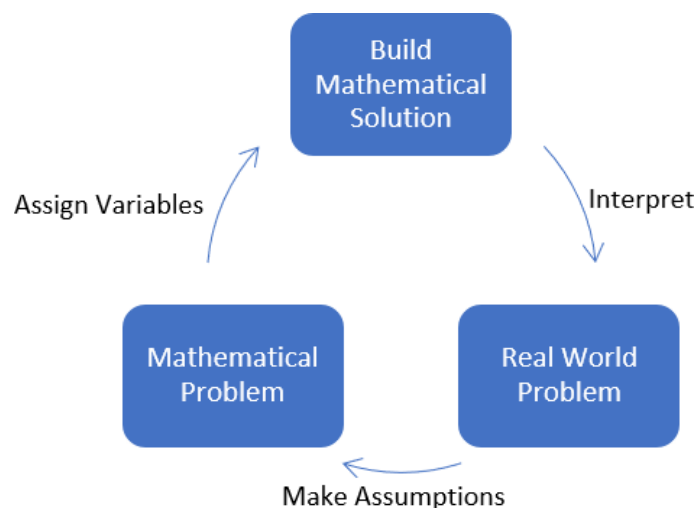 Build
Mathematical
Solution
Assign Variables
Interpret
Mathematical
Problem
Real World
Problem
Make Assumptions